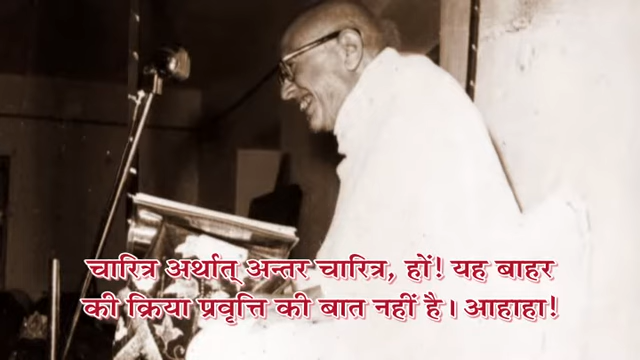 चारित्र अर्थात् अन्तर चारित्र, हों! यह बाहर
की क्रिया प्रवृत्ति की बात नहीं है। आहाहा!